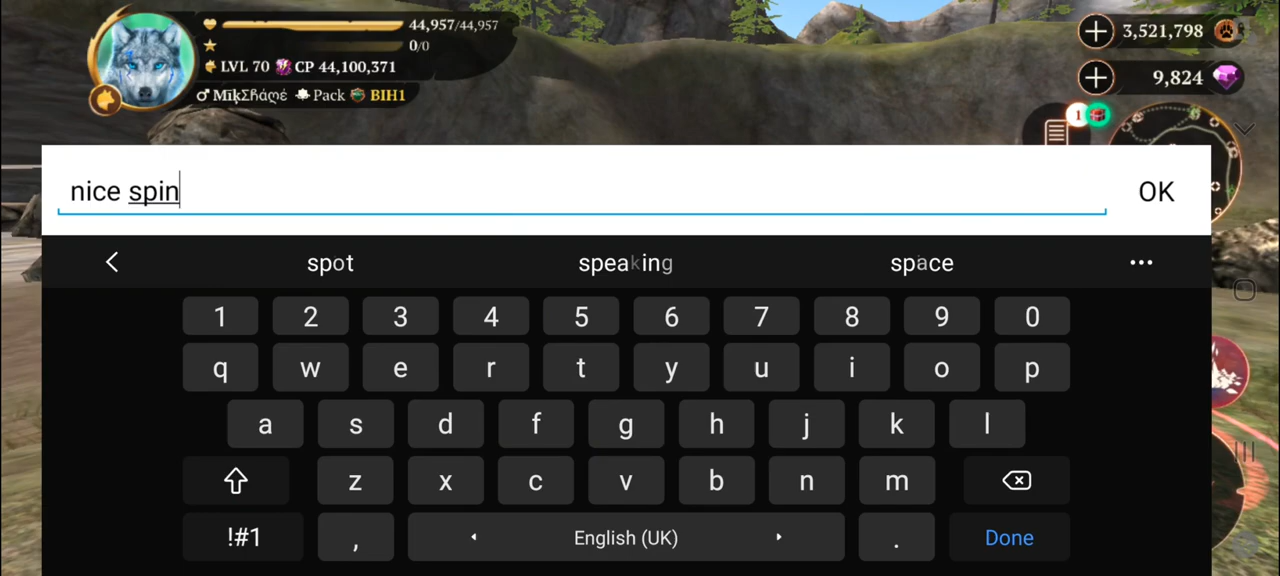 44,957/44,957
0/0
LVL 70 CP 44,100,371
♂ MīķΣɦáღé Pack BIH1
3,521,798
9,824
1
nice spin
OK
spot speaking space •••
1 2 3 4 5 6 7 8 9 0
q w e r t y u i o p
a s d f g h j k l
z x c v b n m
!#1 , English (UK) . Done